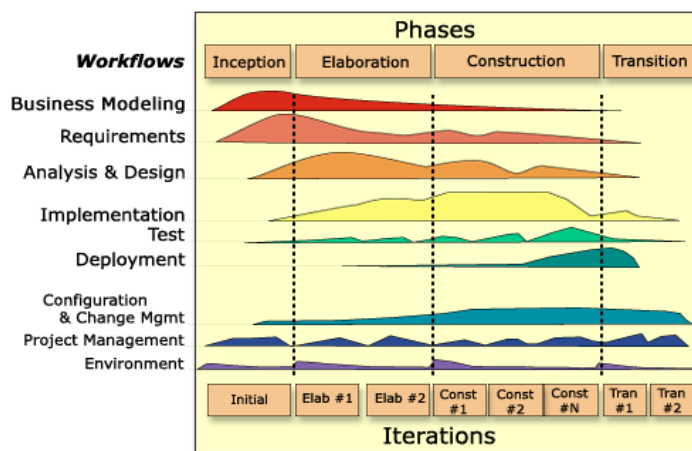 Phases
Workflows
Inception
Elaboration
Construction
Transition
Business Modeling
Requirements
Analysis & Design
Implementation
Test
Deployment
Configuration
& Change Mgmt
Project Management
Environment
Initial
Elab #1
Elab #2
Const
#1
Const
#2
Const
#N
Tran
#1
Tran
#2
Iterations